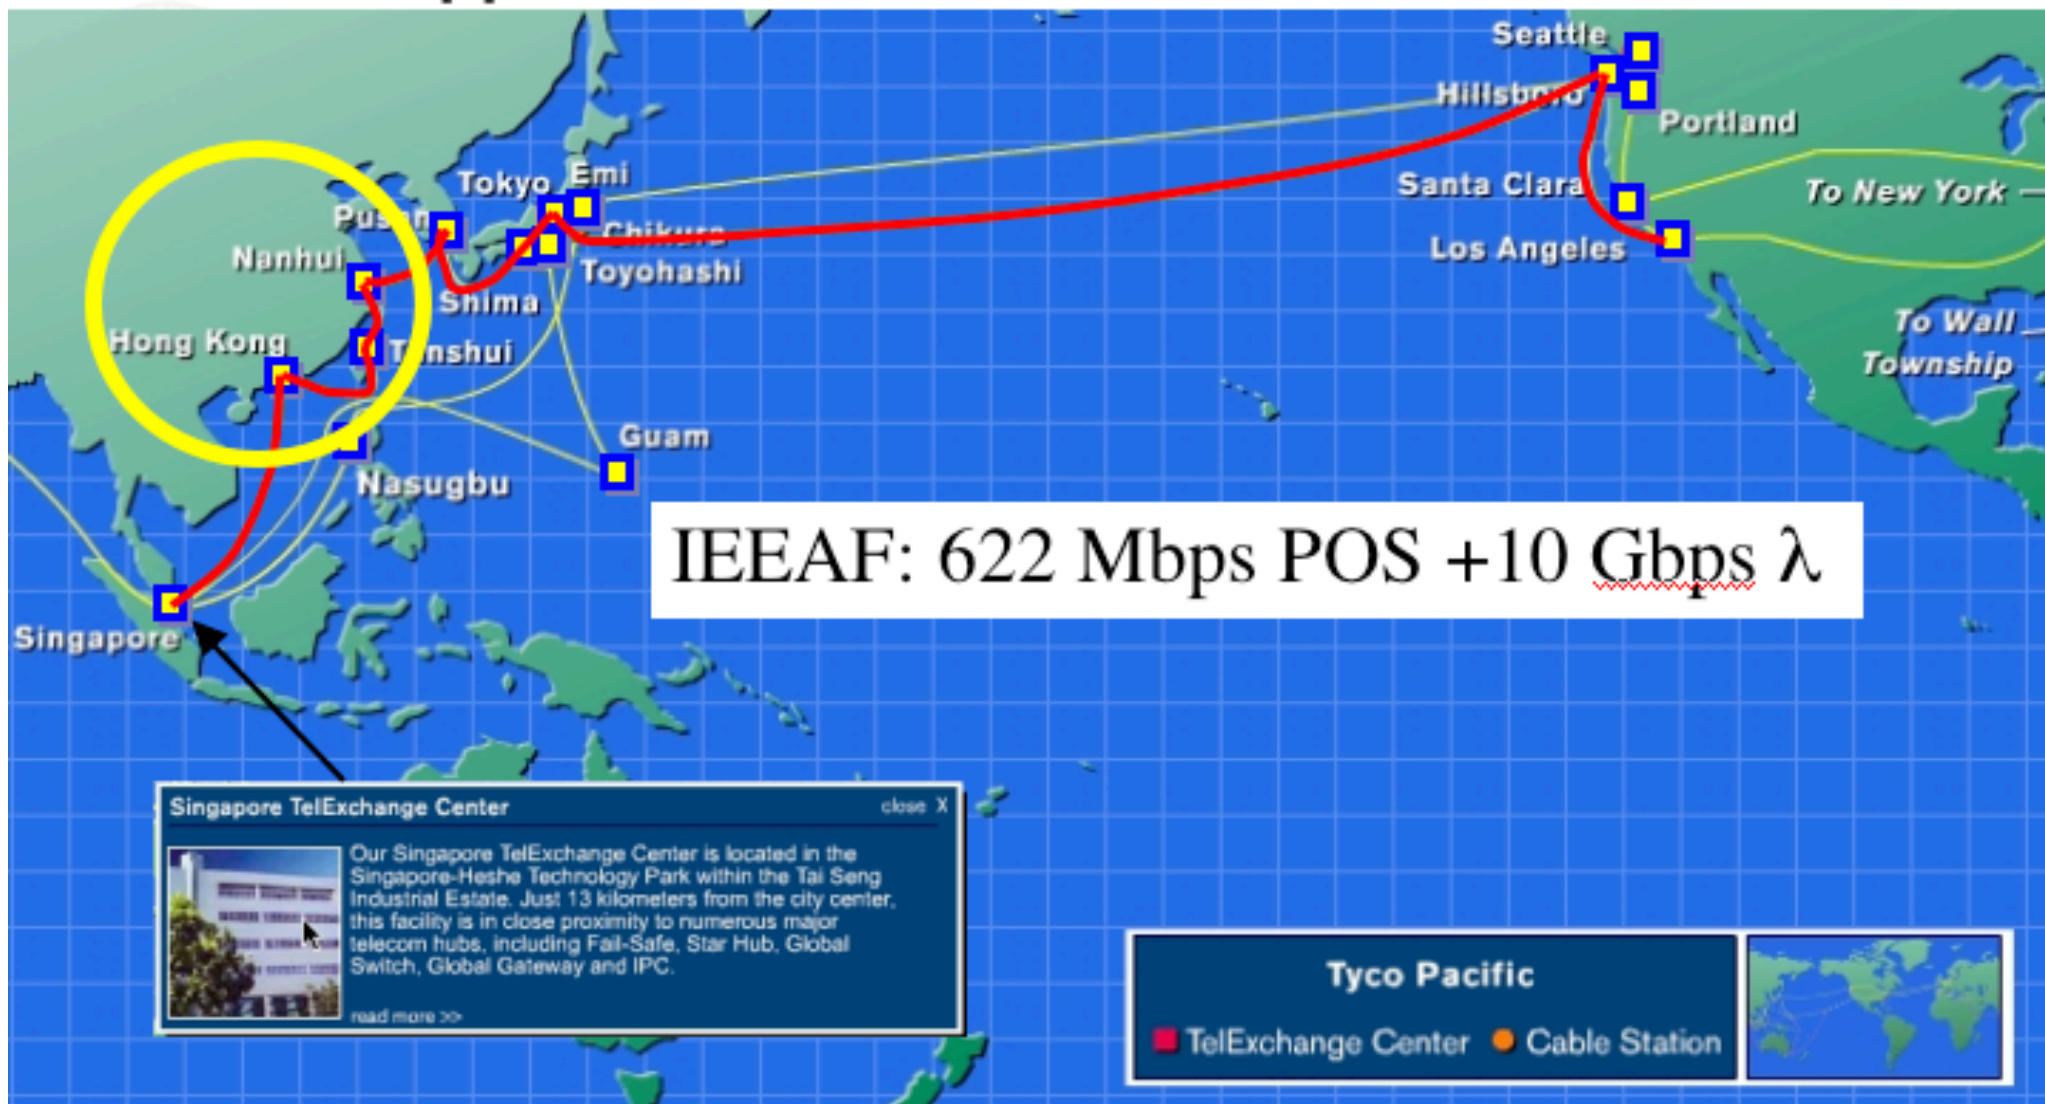 Seattle
Hillsboro
Portland
Emi
Tokyo
Santa Clara
To New York
Pusan
Chikura
Nanhui
Los Angeles
Toyohashi
Shima
To Wall
Township
Hong Kong
Tanshui
Guam
Nasugbu
IEEAF: 622 Mbps POS +10 Gbps λ
Singapore
Singapore TelExchange Center
close X
Our Singapore TelExchange Center is located in the
Singapore-Heshe Technology Park within the Tai Seng
Industrial Estate. Just 13 kilometers from the city center,
this facility is in close proximity to numerous major
telecom hubs, including Fail-Safe, Star Hub, Global
Switch, Global Gateway and IPC.
read more >>
Tyco Pacific
TelExchange Center
Cable Station